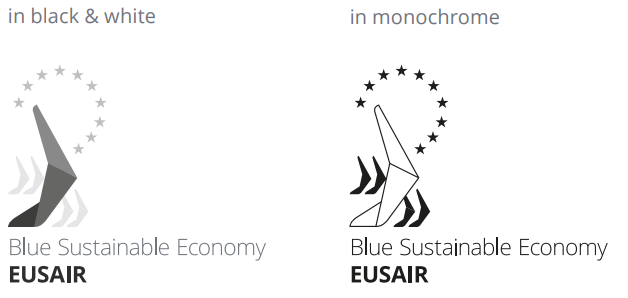 in black & white
in monochrome
Blue Sustainable Economy
EUSAIR
Blue Sustainable Economy
EUSAIR